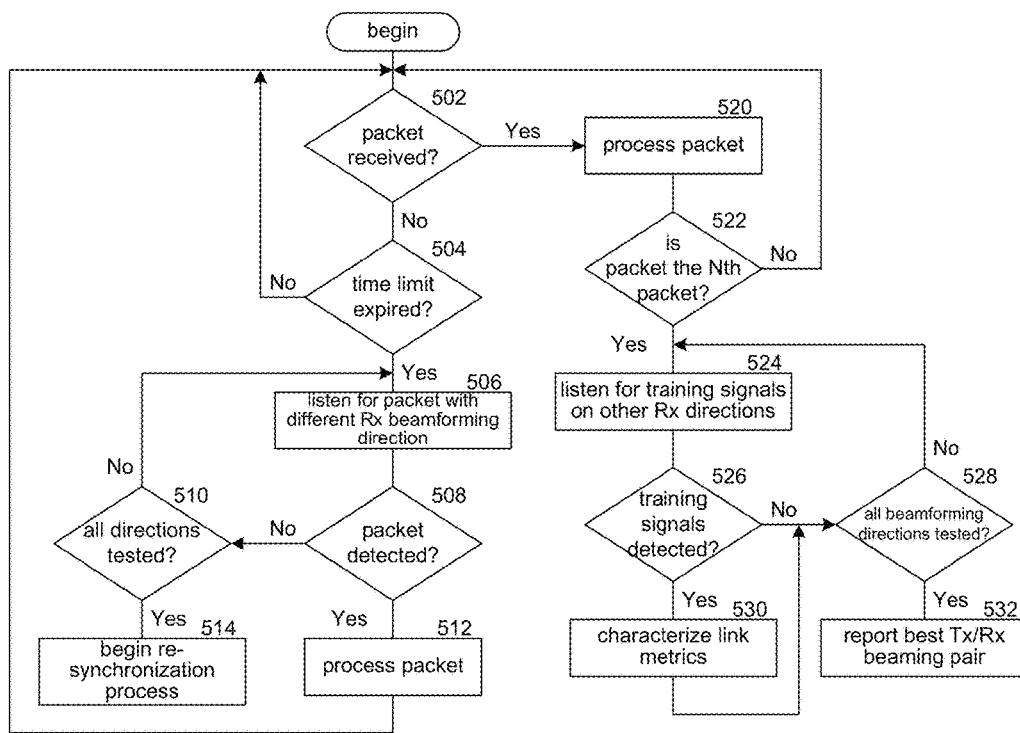 begin
502
packet
received?
Yes
520
process packet
No
504
time limit
expired?
No
522
is
packet the Nth
packet?
No
Yes
506
listen for packet with
different Rx beamforming
direction
Yes
524
listen for training signals
on other Rx directions
No
510
all directions
tested?
No
508
packet
detected?
526
training
signals
detected?
No
No
528
all beamforming
directions tested?
Yes
514
begin re-
synchronization
process
Yes
512
process packet
Yes
530
characterize link
metrics
Yes
532
report best Tx/Rx
beaming pair